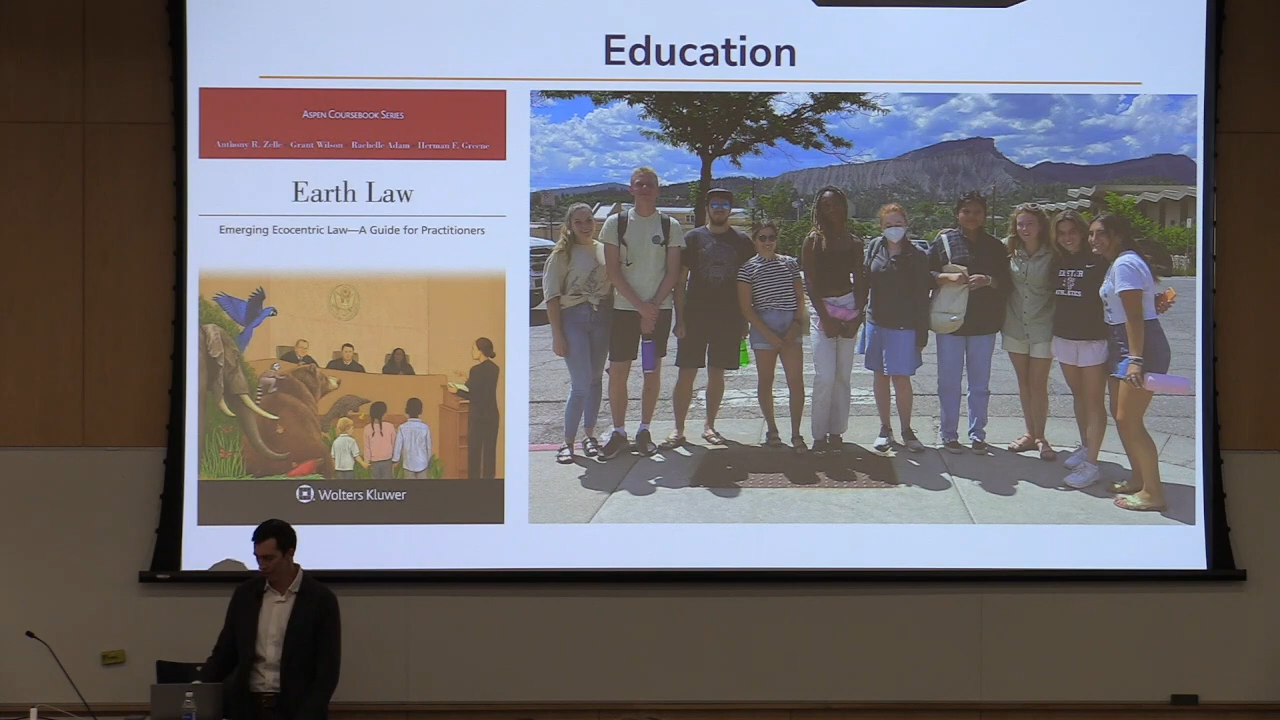 Education
ASPEN COURSEBOOK SERIES
Anthony R. Zelle Grant Wilson Rachelle Adam Herman F. Greene
Earth Law
Emerging Ecocentric Law—A Guide for Practitioners
Wolters Kluwer
ATHLETICS